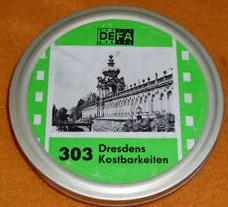 DEFA
303 Dresdens
Kostbarkeiten